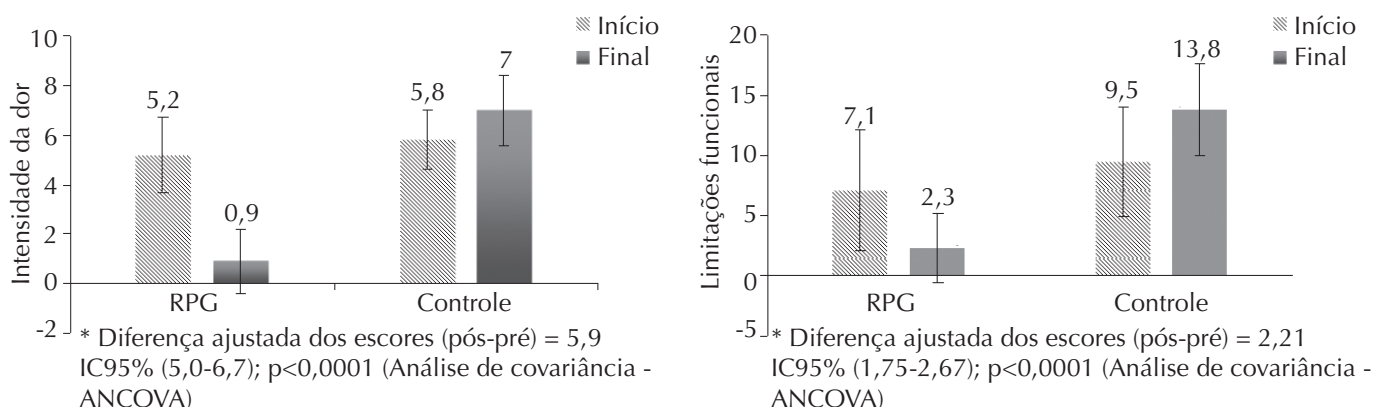 Início
Final
10
8
6
4
2
0
-2
Intensidade da dor
5,2
0,9
5,8
7
RPG
Controle
* Diferença ajustada dos escores (pós-pré) = 5,9
IC95% (5,0-6,7); p<0,0001 (Análise de covariância -
ANCOVA)
Início
Final
20
15
10
5
0
-5
Limitações funcionais
7,1
2,3
9,5
13,8
RPG
Controle
* Diferença ajustada dos escores (pós-pré) = 2,21
IC95% (1,75-2,67); p<0,0001 (Análise de covariância -
ANCOVA)